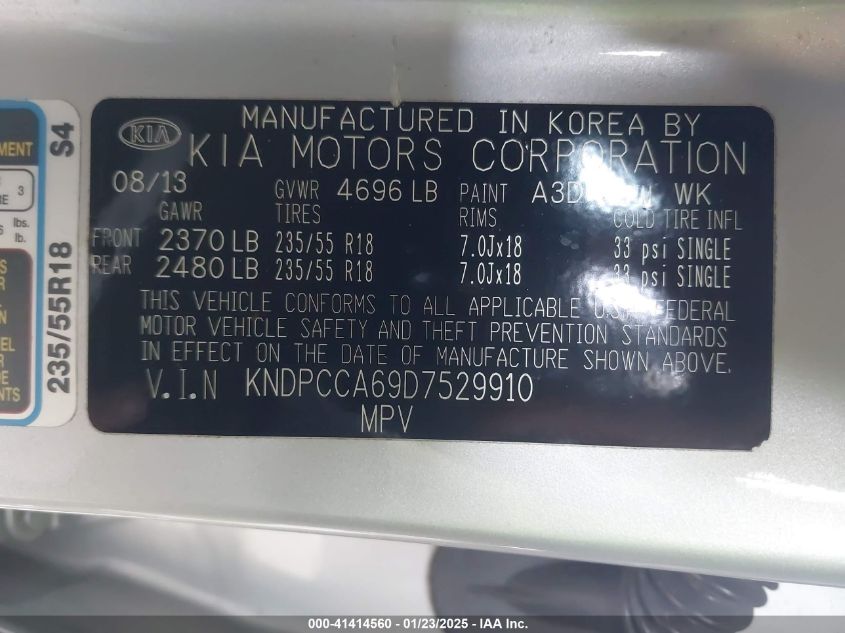 KIA
MANUFACTURED IN KOREA BY
KIA MOTORS CORPORATION
08/13 GVWR 4696 LB PAINT WK
GAWR TIRES RIMS COLD TIRE INFL
FRONT 2370 LB 235/55 R18 7.0Jx18 33 psi SINGLE
REAR 2480 LB 235/55 R18 7.0Jx18 33 psi SINGLE
THIS VEHICLE CONFORMS TO ALL APPLICABLE U.S. FEDERAL
MOTOR VEHICLE SAFETY AND THEFT PREVENTION STANDARDS
IN EFFECT ON THE DATE OF MANUFACTURE SHOWN ABOVE.
V.I.N KNDPCCA69D7529910
MPV
S4
235/55R18
3
lbs.
lb.
000-41414560 - 01/23/2025 - IAA Inc.